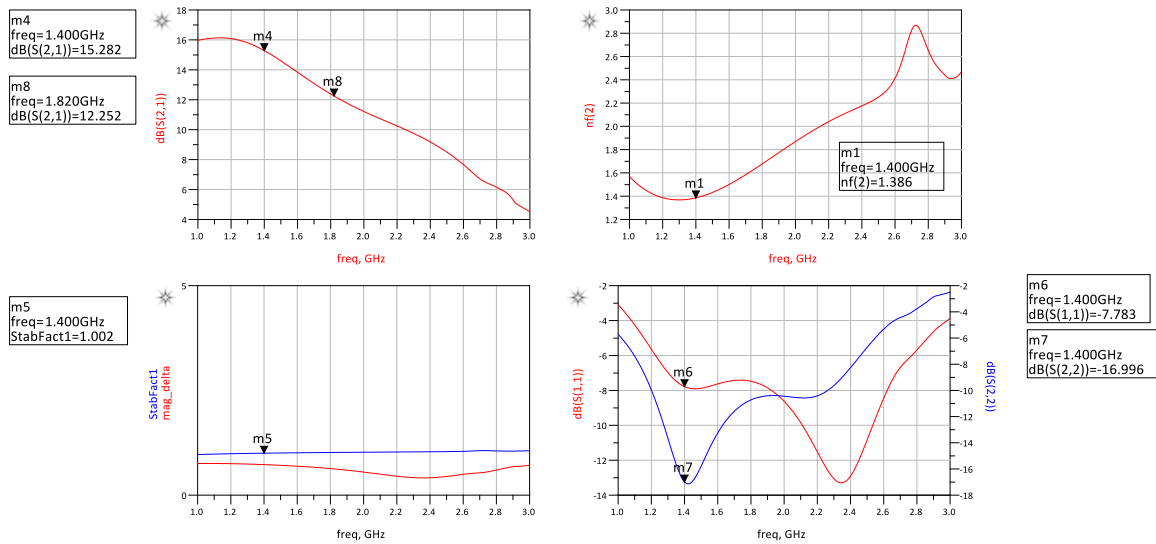 m4
freq=1.400GHz
dB(S(2,1))=15.282
m8
freq=1.820GHz
dB(S(2,1))=12.252
18
16
14
12
10
8
6
4
dB(S(2,1))
m4
m8
1.0 1.2 1.4 1.6 1.8 2.0 2.2 2.4 2.6 2.8 3.0
freq, GHz
3.0
2.8
2.6
2.4
2.2
2.0
1.8
1.6
1.4
1.2
nf(2)
m1
m1
freq=1.400GHz
nf(2)=1.386
1.0 1.2 1.4 1.6 1.8 2.0 2.2 2.4 2.6 2.8 3.0
freq, GHz
m5
freq=1.400GHz
StabFact1=1.002
5
0
StabFact1
mag_delta
m5
1.0 1.2 1.4 1.6 1.8 2.0 2.2 2.4 2.6 2.8 3.0
freq, GHz
-2
-4
-6
-8
-10
-12
-14
dB(S(1,1))
m6
m7
-2
-4
-6
-8
-10
-12
-14
-16
-18
dB(S(2,2))
1.0 1.2 1.4 1.6 1.8 2.0 2.2 2.4 2.6 2.8 3.0
freq, GHz
m6
freq=1.400GHz
dB(S(1,1))=-7.783
m7
freq=1.400GHz
dB(S(2,2))=-16.996